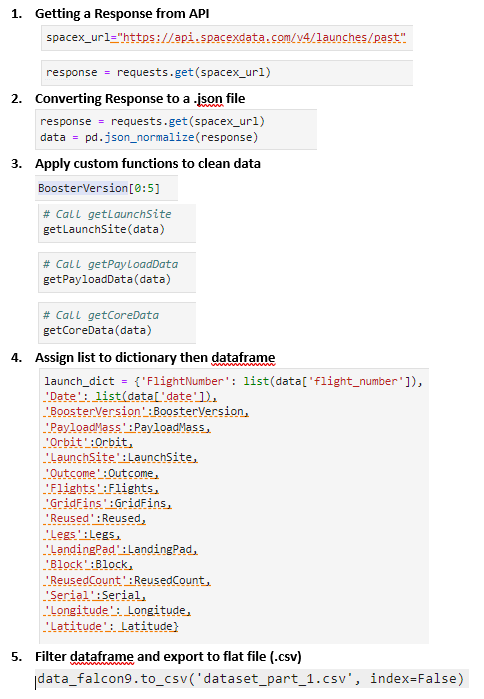 1. Getting a Response from API
spacex_url="https://api.spacexdata.com/v4/launches/past"
response = requests.get(spacex_url)
2. Converting Response to a .json file
response = requests.get(spacex_url)
data = pd.json_normalize(response)
3. Apply custom functions to clean data
BoosterVersion[0:5]
# Call getLaunchSite
getLaunchSite(data)
# Call getPayloadData
getPayloadData(data)
# Call getCoreData
getCoreData(data)
4. Assign list to dictionary then dataframe
launch_dict = {'FlightNumber': list(data['flight_number']),
'Date': list(data['date']),
'BoosterVersion':BoosterVersion,
'PayloadMass':PayloadMass,
'Orbit':Orbit,
'LaunchSite':LaunchSite,
'Outcome':Outcome,
'Flights':Flights,
'GridFins':GridFins,
'Reused':Reused,
'Legs':Legs,
'LandingPad':LandingPad,
'Block':Block,
'ReusedCount':ReusedCount,
'Serial':Serial,
'Longitude': Longitude,
'Latitude': Latitude}
5. Filter dataframe and export to flat file (.csv)
data_falcon9.to_csv('dataset_part_1.csv', index=False)